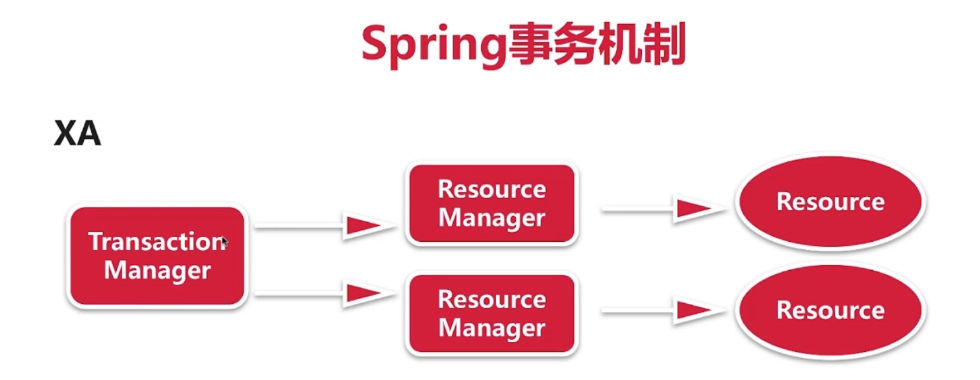 Spring事务机制
XA
Transaction
Manager
Resource
Manager
Resource
Resource
Manager
Resource